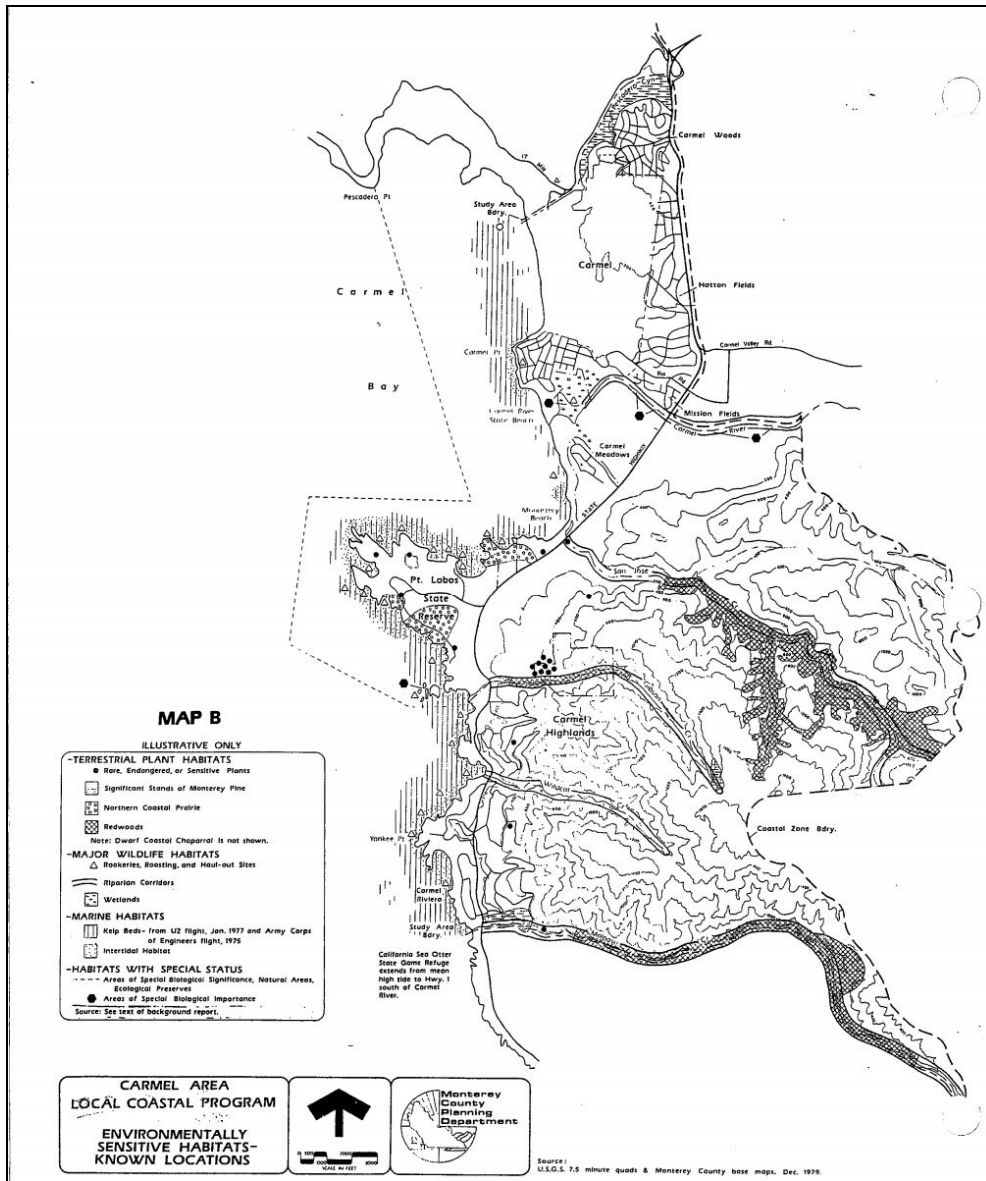 Pescadero Cyn
Carmel Woods
17 Mile Dr
Pescadero Pt
Study Area
Bdry.
Carmel
Carmel
Hatton Fields
Carmel Valley Rd.
Carmel Pt
Bay
Rio Rd
Mission Fields
Carmel River
Carmel River
State Beach
Carmel
Meadows
STATE HIGHWAY
Monastery
Beach
San Jose
Pt. Lobos
State
Reserve
Carmel
Highlands
Wildcat
Yankee Pt
Coastal Zone Bdry.
Carmel
Riviera
Study Area
Bdry.
California Sea Otter
State Game Refuge
extends from mean
high tide to Hwy. 1
south of Carmel
River.
MAP B
ILLUSTRATIVE ONLY
-TERRESTRIAL PLANT HABITATS
Rare, Endangered, or Sensitive Plants
Significant Stands of Monterey Pine
Northern Coastal Prairie
Redwoods
Note: Dwarf Coastal Chaparral is not shown.
-MAJOR WILDLIFE HABITATS
Rookeries, Roosting, and Haul-out Sites
Riparian Corridors
Wetlands
-MARINE HABITATS
Kelp Beds- from U2 flight, Jan. 1977 and Army Corps
of Engineers flight, 1975
Intertidal Habitat
-HABITATS WITH SPECIAL STATUS
Areas of Special Biological Significance, Natural Areas,
Ecological Preserves
Areas of Special Biological Importance
Source: See text of background report.
CARMEL AREA
LOCAL COASTAL PROGRAM
ENVIRONMENTALLY
SENSITIVE HABITATS-
KNOWN LOCATIONS
SCALE IN FEET
Monterey
County
Planning
Department
Source:
U.S.G.S. 7.5 minute quads & Monterey County base maps, Dec. 1979.